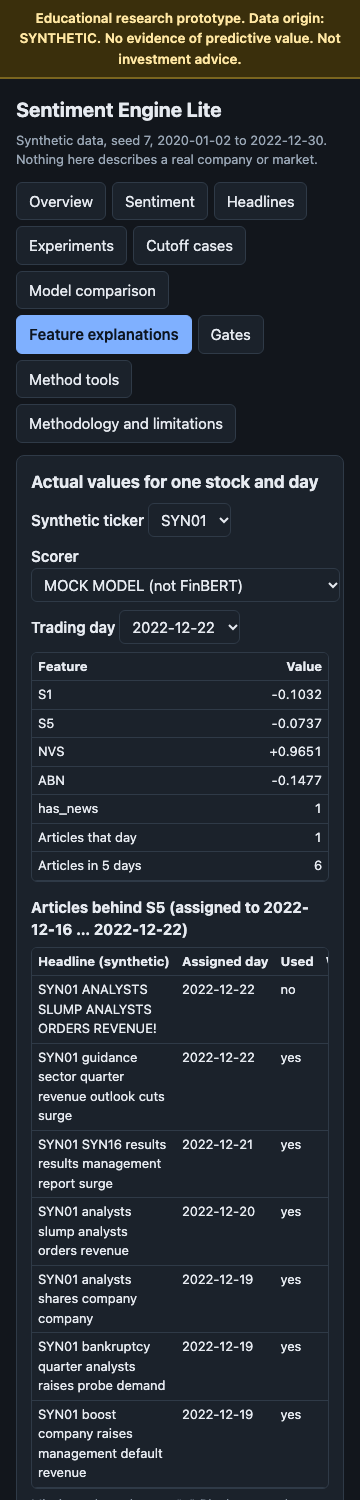 Educational research prototype. Data origin:
SYNTHETIC. No evidence of predictive value. Not
investment advice.
Sentiment Engine Lite
Synthetic data, seed 7, 2020-01-02 to 2022-12-30.
Nothing here describes a real company or market.
Overview Sentiment Headlines
Experiments Cutoff cases
Model comparison
Feature explanations Gates
Method tools
Methodology and limitations
Actual values for one stock and day
Synthetic ticker SYN01
Scorer
MOCK MODEL (not FinBERT)
Trading day 2022-12-22
Feature Value
S1 -0.1032
S5 -0.0737
NVS +0.9651
ABN -0.1477
has_news 1
Articles that day 1
Articles in 5 days 6
Articles behind S5 (assigned to 2022-
12-16 ... 2022-12-22)
Headline (synthetic) Assigned day Used
SYN01 ANALYSTS 2022-12-22 no
SLUMP ANALYSTS
ORDERS REVENUE!
SYN01 guidance 2022-12-22 yes
sector quarter
revenue outlook cuts
surge
SYN01 SYN16 results 2022-12-21 yes
results management
report surge
SYN01 analysts 2022-12-20 yes
slump analysts
orders revenue
SYN01 analysts 2022-12-19 yes
shares company
company
SYN01 bankruptcy 2022-12-19 yes
quarter analysts
raises probe demand
SYN01 boost 2022-12-19 yes
company raises
management default
revenue